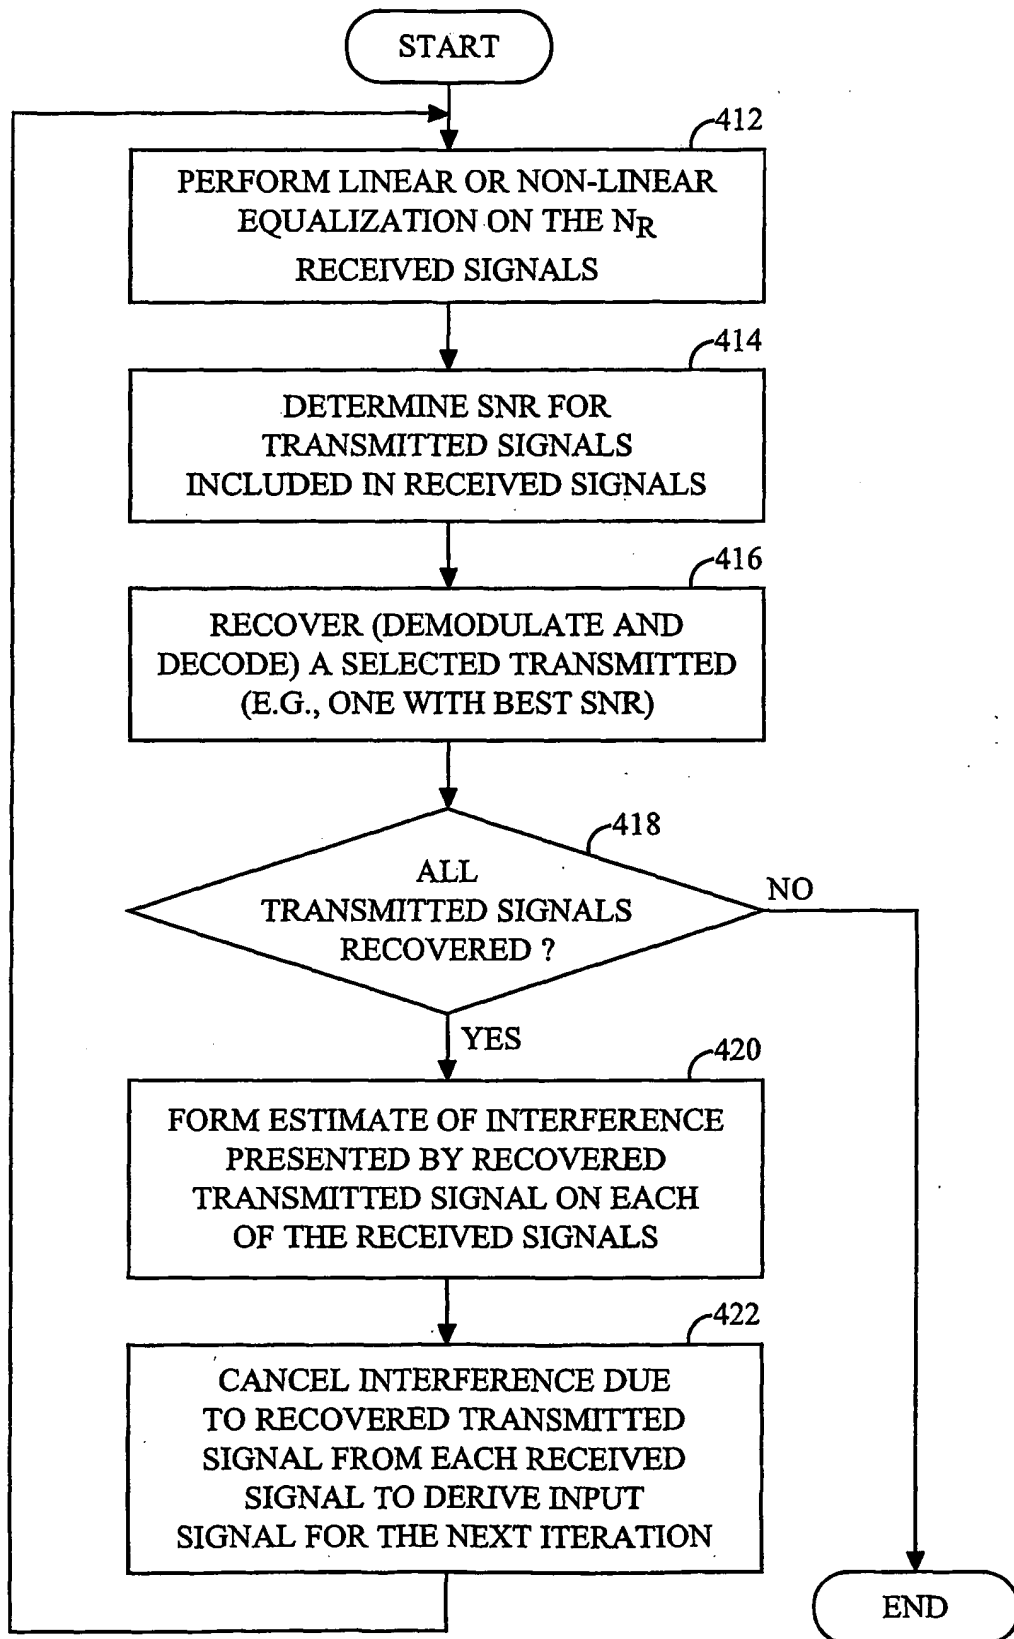 START
412
PERFORM LINEAR OR NON-LINEAR
EQUALIZATION ON THE NR
RECEIVED SIGNALS
414
DETERMINE SNR FOR
TRANSMITTED SIGNALS
INCLUDED IN RECEIVED SIGNALS
416
RECOVER (DEMODULATE AND
DECODE) A SELECTED TRANSMITTED
(E.G., ONE WITH BEST SNR)
418
ALL
TRANSMITTED SIGNALS
RECOVERED ?
NO
YES
420
FORM ESTIMATE OF INTERFERENCE
PRESENTED BY RECOVERED
TRANSMITTED SIGNAL ON EACH
OF THE RECEIVED SIGNALS
422
CANCEL INTERFERENCE DUE
TO RECOVERED TRANSMITTED
SIGNAL FROM EACH RECEIVED
SIGNAL TO DERIVE INPUT
SIGNAL FOR THE NEXT ITERATION
END